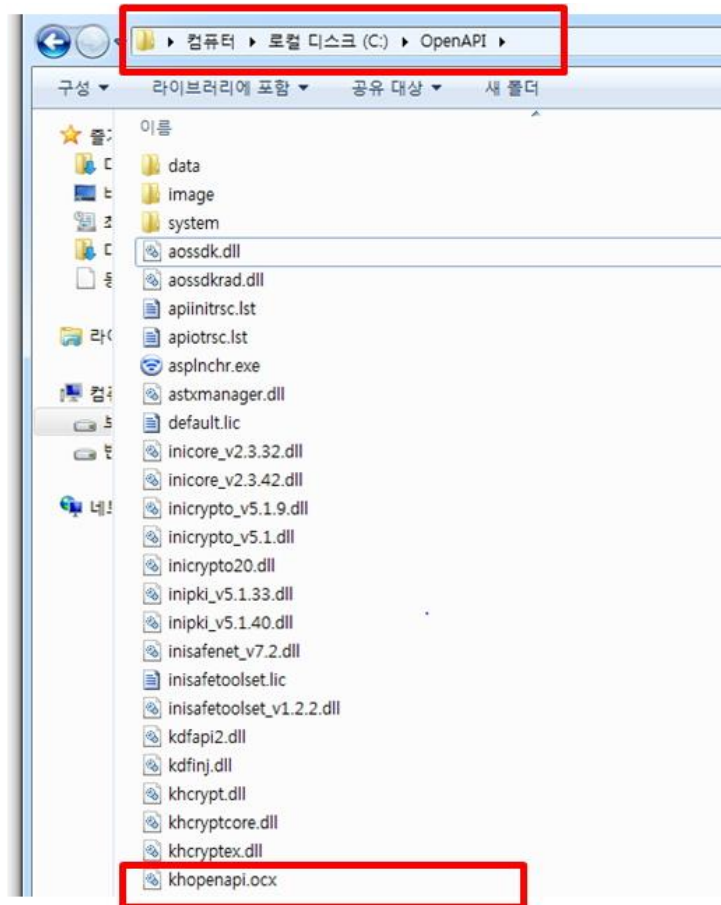 컴퓨터 ▸ 로컬 디스크 (C:) ▸ OpenAPI ▸
구성 라이브러리에 포함 공유 대상 새 폴더
이름
data
image
system
aossdk.dll
aossdkrad.dll
apiinitrsc.lst
apiotrsc.lst
asplnchr.exe
astxmanager.dll
default.lic
inicore_v2.3.32.dll
inicore_v2.3.42.dll
inicrypto_v5.1.9.dll
inicrypto_v5.1.dll
inicrypto20.dll
inipki_v5.1.33.dll
inipki_v5.1.40.dll
inisafenet_v7.2.dll
inisafetoolset.lic
inisafetoolset_v1.2.2.dll
kdfapi2.dll
kdfinj.dll
khcrypt.dll
khcryptcore.dll
khcryptex.dll
khopenapi.ocx